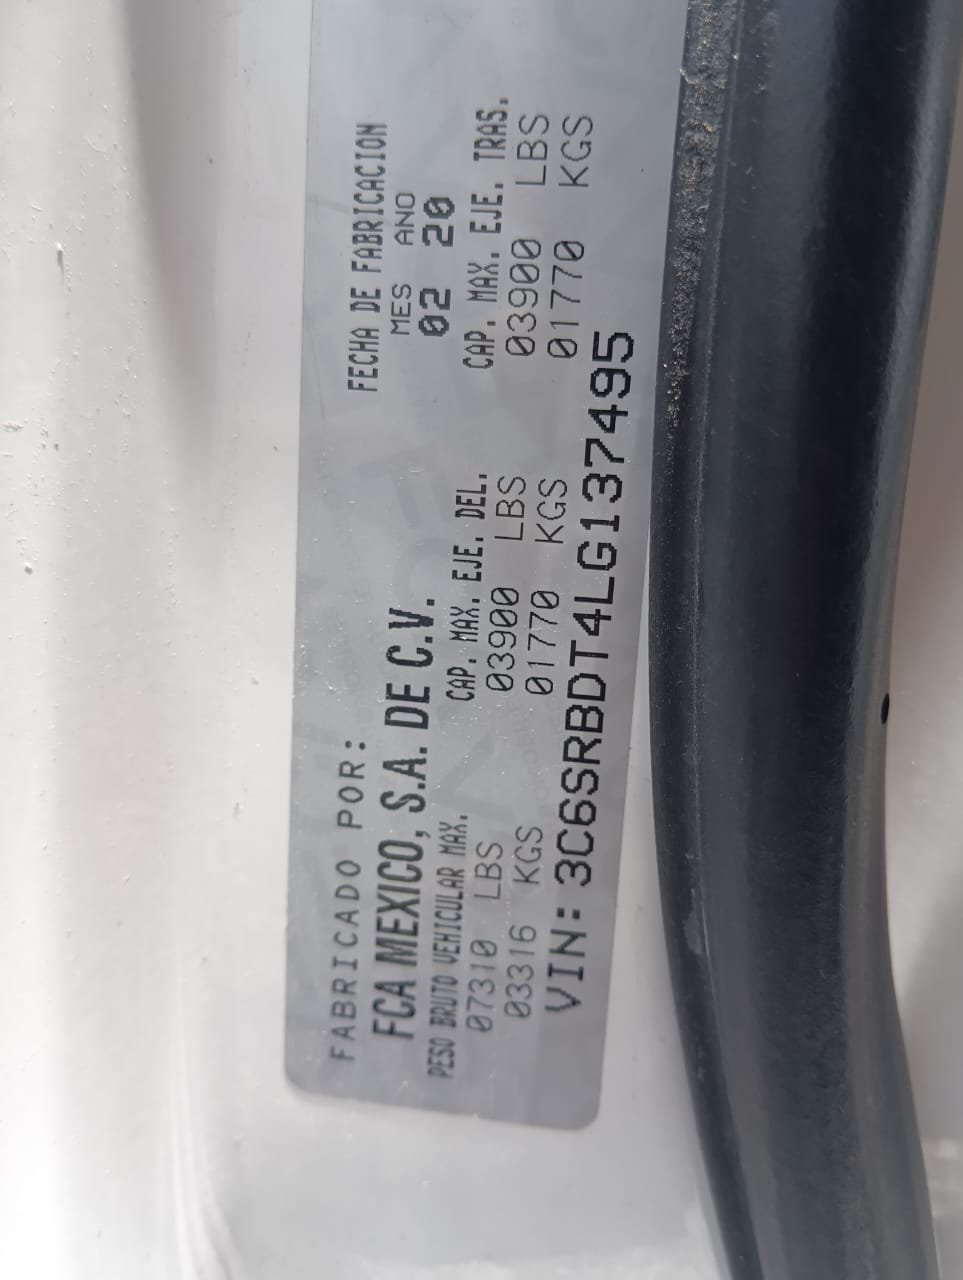 FABRICADO POR:
FECHA DE FABRICACION
FCA MEXICO, S.A. DE C.V.
MES ANO
02 20
PESO BRUTO VEHICULAR MAX.
CAP. MAX. EJE. DEL.
CAP. MAX. EJE. TRAS.
07310 LBS
03900 LBS
03900 LBS
03316 KGS
01770 KGS
01770 KGS
VIN: 3C6SRBDT4LG137495